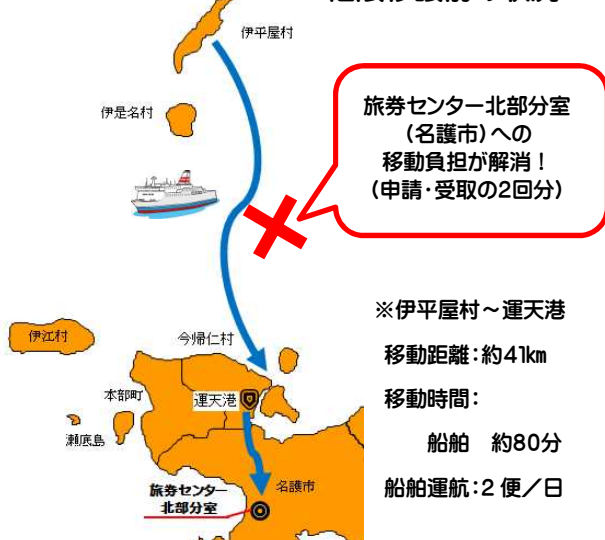 伊平屋村
伊是名村
旅券センター北部分室
(名護市)への
移動負担が解消！
(申請・受取の2回分)
※伊平屋村～運天港
移動距離：約41km
移動時間：
船舶 約80分
船舶運航：2便／日
伊江村
今帰仁村
本部町
運天港
瀬底島
名護市
旅券センター
北部分室